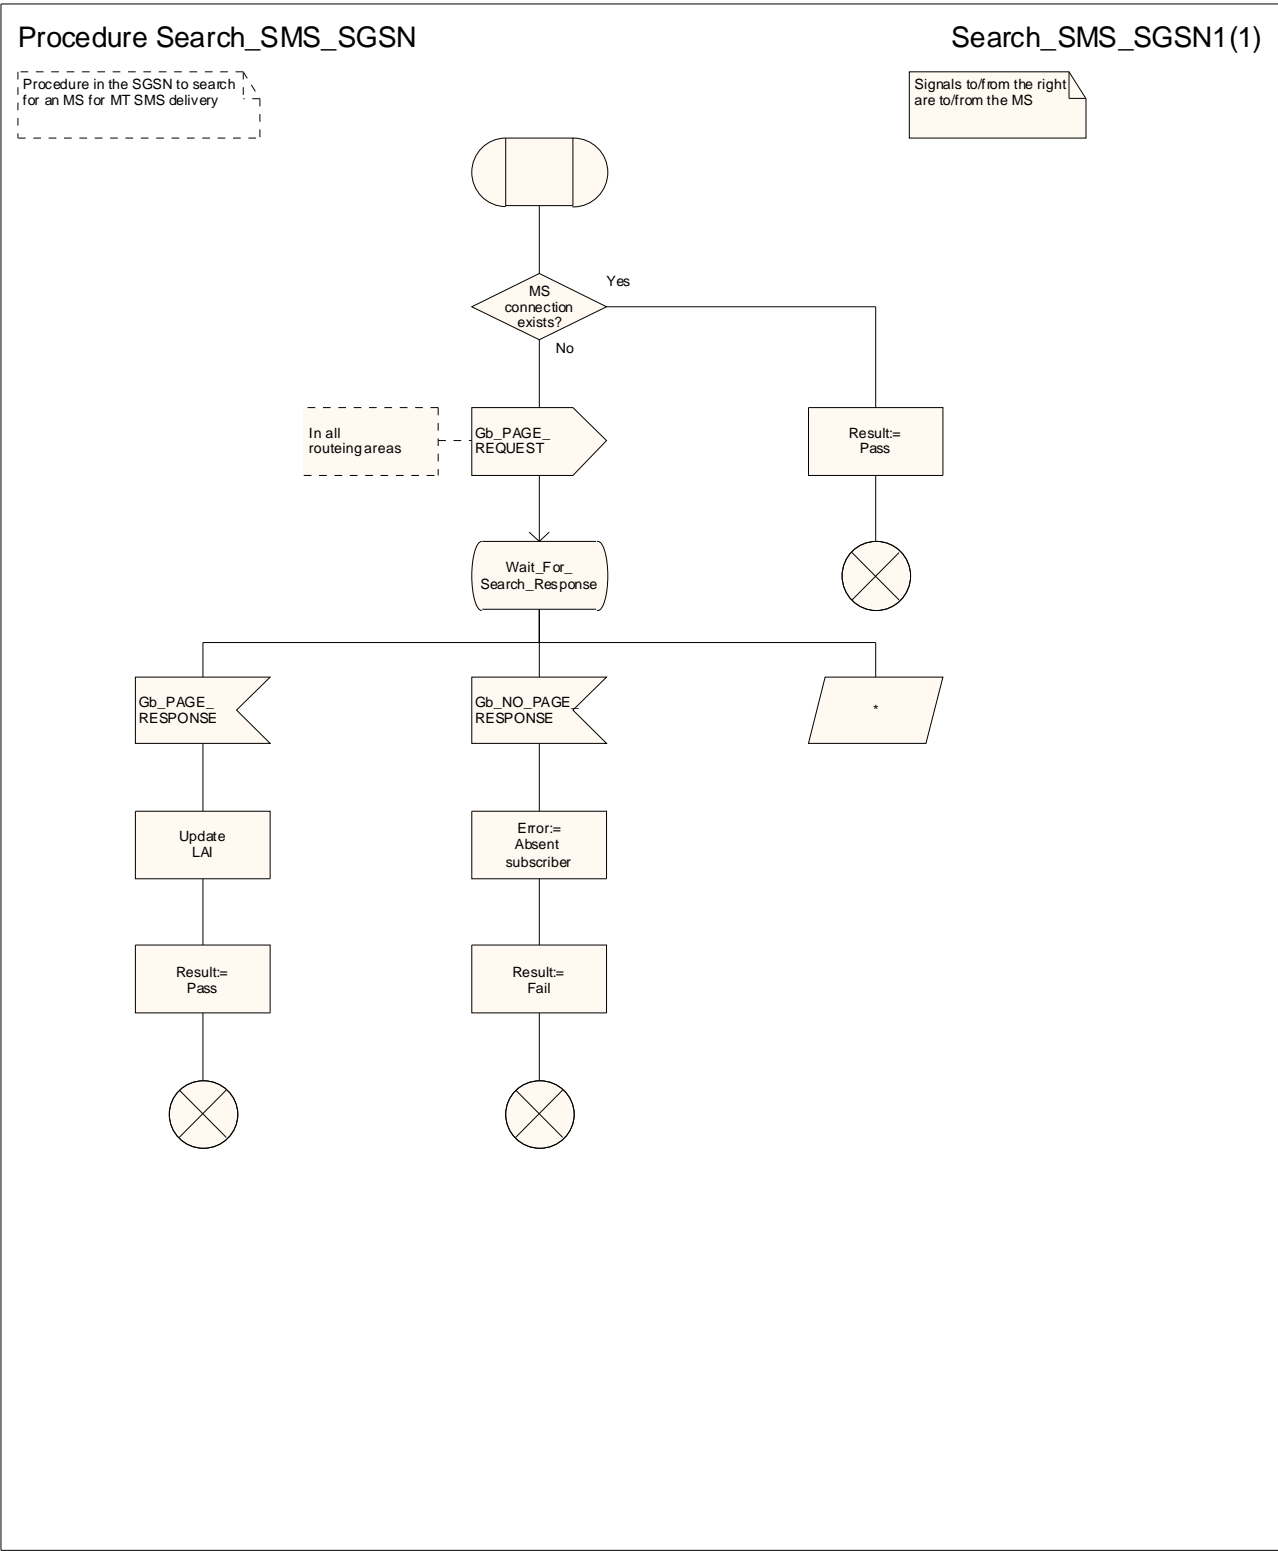 Procedure Search_SMS_SGSN
Search_SMS_SGSN1(1)
Procedure in the SGSN to search
for an MS for MT SMS delivery
Signals to/from the right
are to/from the MS
MS
connection
exists?
Yes
No
In all
routeing areas
Gb_PAGE_
REQUEST
Result:=
Pass
Wait_For_
Search_Response
Gb_PAGE_
RESPONSE
Gb_NO_PAGE_
RESPONSE
*
Update
LAI
Error:=
Absent
subscriber
Result:=
Pass
Result:=
Fail